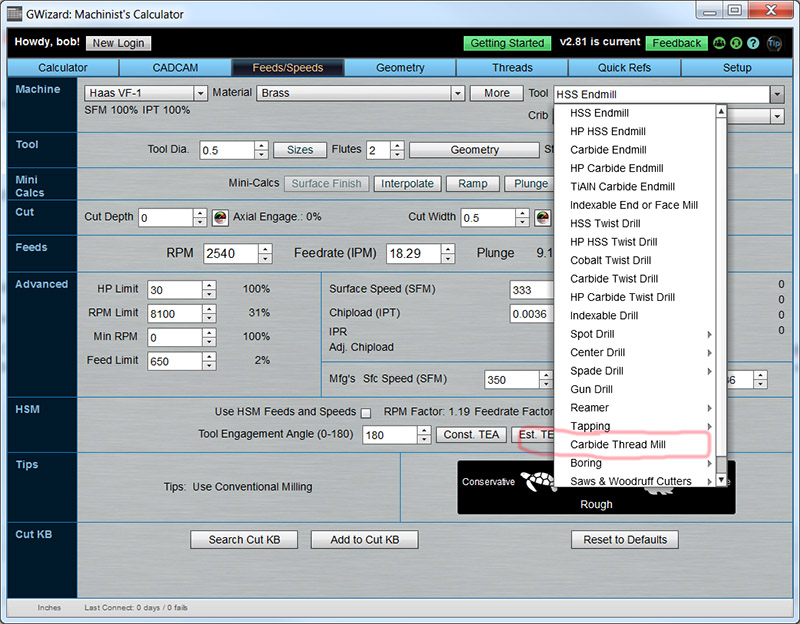 GWizard: Machinist's Calculator
Howdy, bob! New Login Getting Started v2.81 is current Feedback ? Tip
Calculator CADCAM Feeds/Speeds Geometry Threads Quick Refs Setup
Machine Haas VF-1 Material Brass More Tool HSS Endmill
SFM 100% IPT 100% Crib
HSS Endmill
HP HSS Endmill
Carbide Endmill
HP Carbide Endmill
TiAlN Carbide Endmill
Indexable End or Face Mill
HSS Twist Drill
HP HSS Twist Drill
Cobalt Twist Drill
Carbide Twist Drill
HP Carbide Twist Drill
Indexable Drill
Spot Drill
Center Drill
Spade Drill
Gun Drill
Reamer
Tapping
Carbide Thread Mill
Boring
Saws & Woodruff Cutters
Tool Tool Dia. 0.5 Sizes Flutes 2 Geometry
Mini Calcs Mini-Calcs Surface Finish Interpolate Ramp Plunge
Cut Cut Depth 0 Axial Engage.: 0% Cut Width 0.5
Feeds RPM 2540 Feedrate (IPM) 18.29 Plunge 9.1
Advanced HP Limit 30 100% Surface Speed (SFM) 333 0
RPM Limit 8100 31% Chipload (IPT) 0.0036 0
Min RPM 0 100% IPR 0
Adj. Chipload 0
Feed Limit 650 2%
Mfg's Sfc Speed (SFM) 350 36
HSM Use HSM Feeds and Speeds RPM Factor: 1.19 Feedrate Factor
Tool Engagement Angle (0-180) 180 Const. TEA Est. TE
Tips Tips: Use Conventional Milling Conservative
Rough
Cut KB Search Cut KB Add to Cut KB Reset to Defaults
Inches Last Connect: 0 days / 0 fails